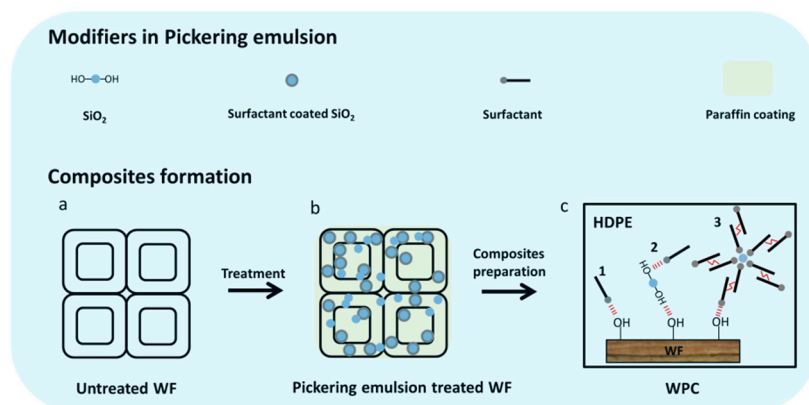 Modifiers in Pickering emulsion
HO OH
SiO₂
Surfactant coated SiO₂
Surfactant
Paraffin coating
Composites formation
a
b
c
Treatment
Composites
preparation
HDPE
1
2
3
HO
OH
OH
OH
OH
WF
Untreated WF
Pickering emulsion treated WF
WPC